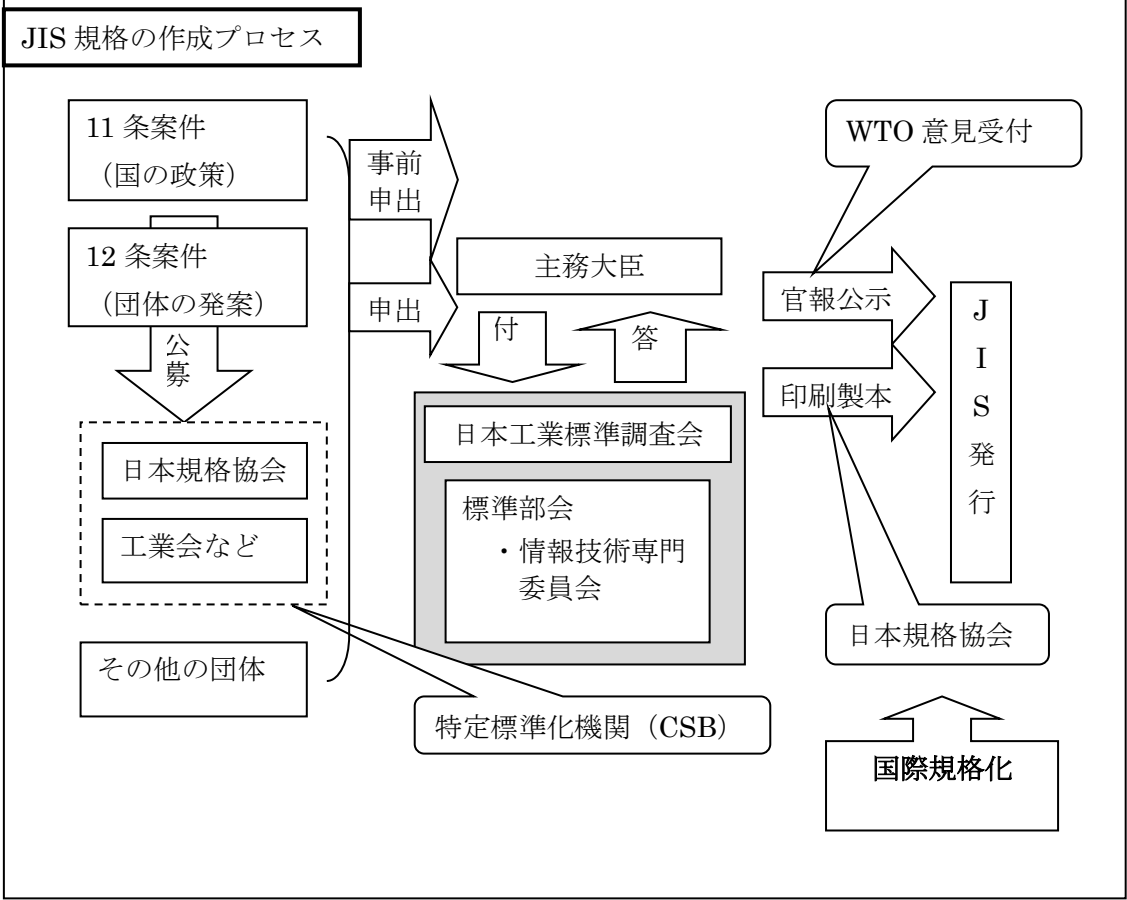 JIS 規格の作成プロセス
11 条案件
（国の政策）
12 条案件
（団体の発案）
公
募
日本規格協会
工業会など
その他の団体
事前
申出
申出
主務大臣
付
答
日本工業標準調査会
標準部会
・情報技術専門
委員会
特定標準化機関（CSB）
WTO 意見受付
官報公示
印刷製本
J
I
S
発
行
日本規格協会
国際規格化